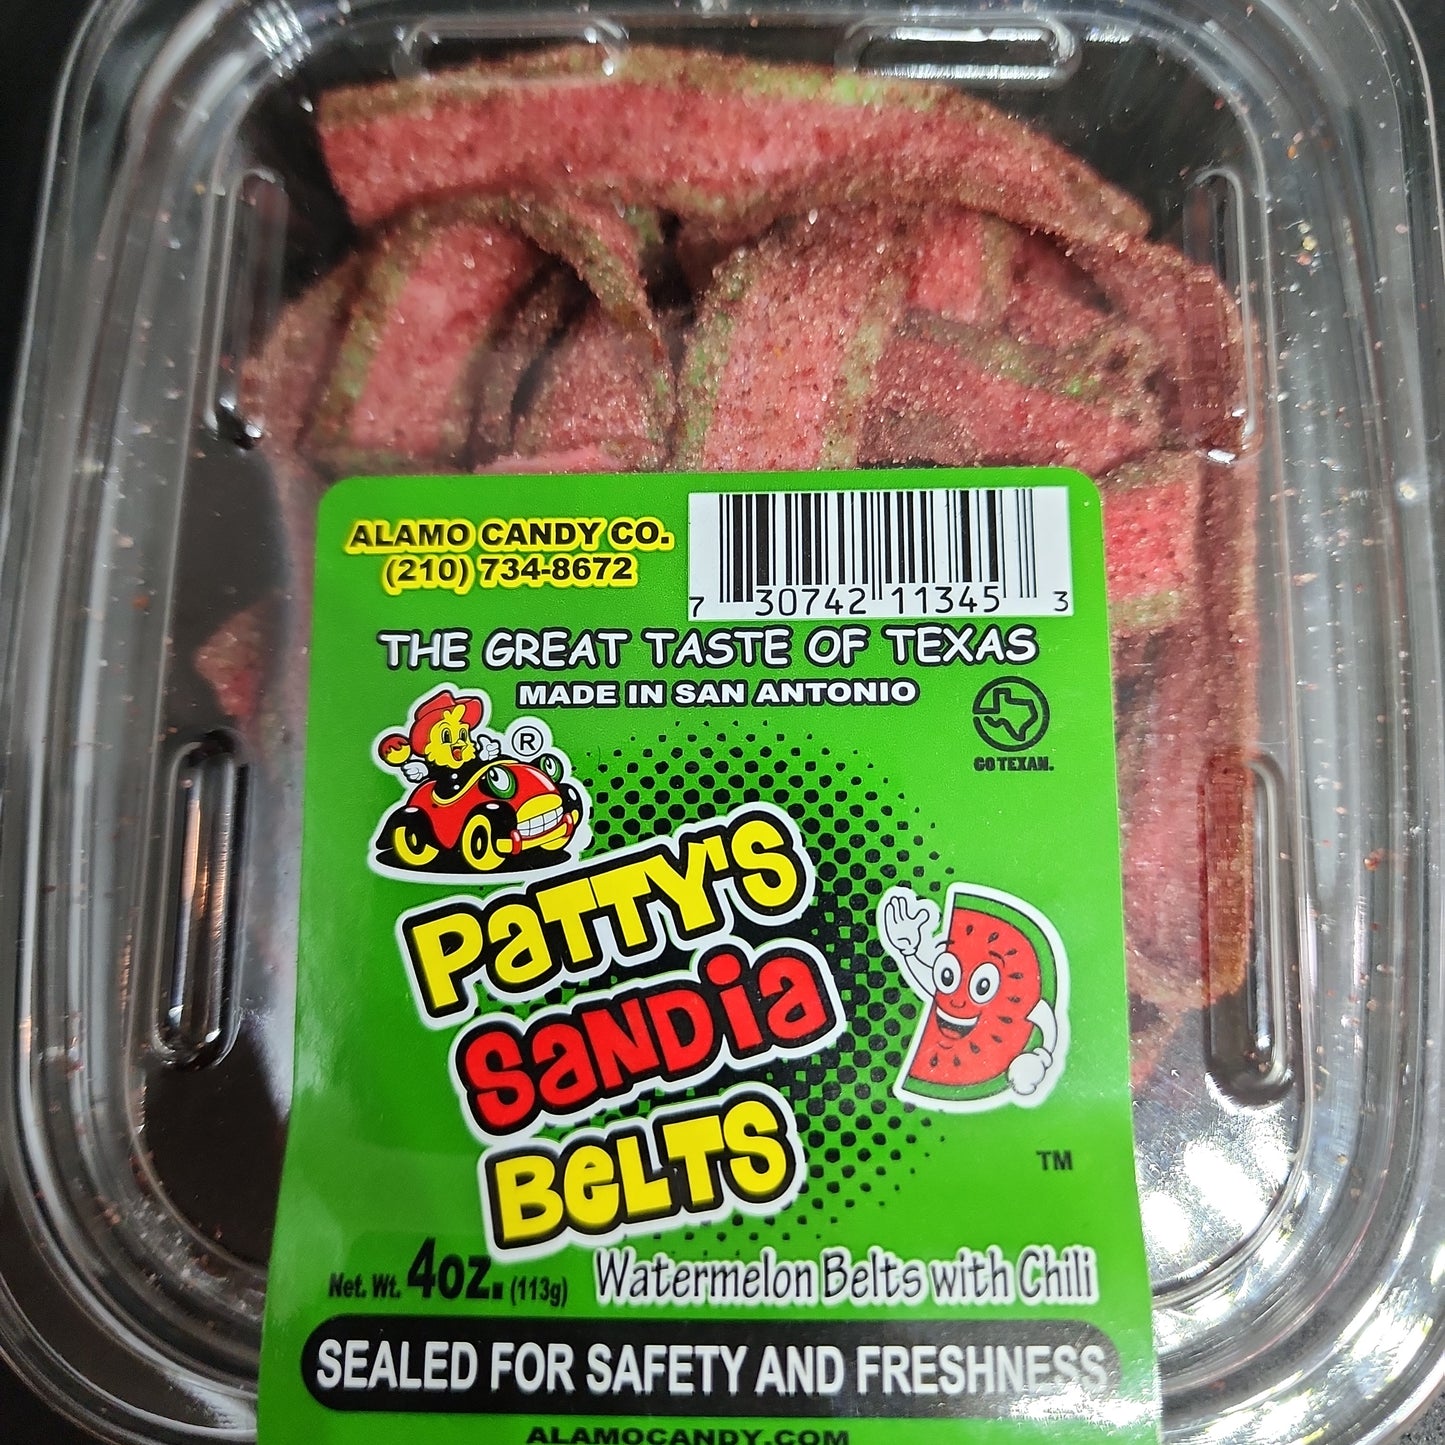 ALAMO CANDY CO.
(210) 734-8672
7 30742 11345 3
THE GREAT TASTE OF TEXAS
MADE IN SAN ANTONIO
GO TEXAN.
®
PATTY'S
SANDIA
BELTS
TM
Net. Wt. 4oz. (113g)
Watermelon Belts with Chili
SEALED FOR SAFETY AND FRESHNESS
ALAMOCANDY.COM